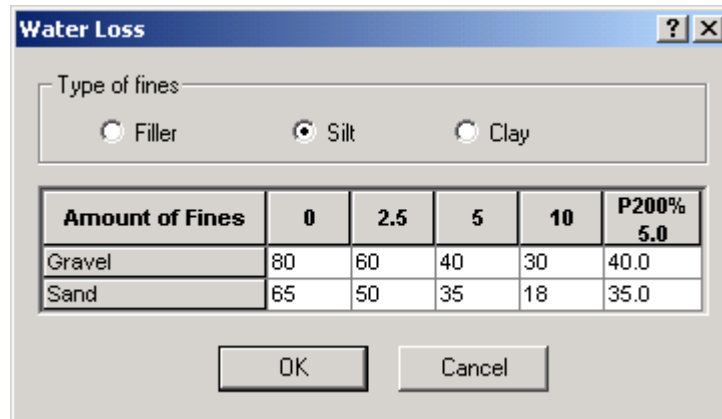 Water Loss
Type of fines
Filler Silt Clay
Amount of Fines 0 2.5 5 10 P200% 5.0
Gravel 80 60 40 30 40.0
Sand 65 50 35 18 35.0
OK Cancel